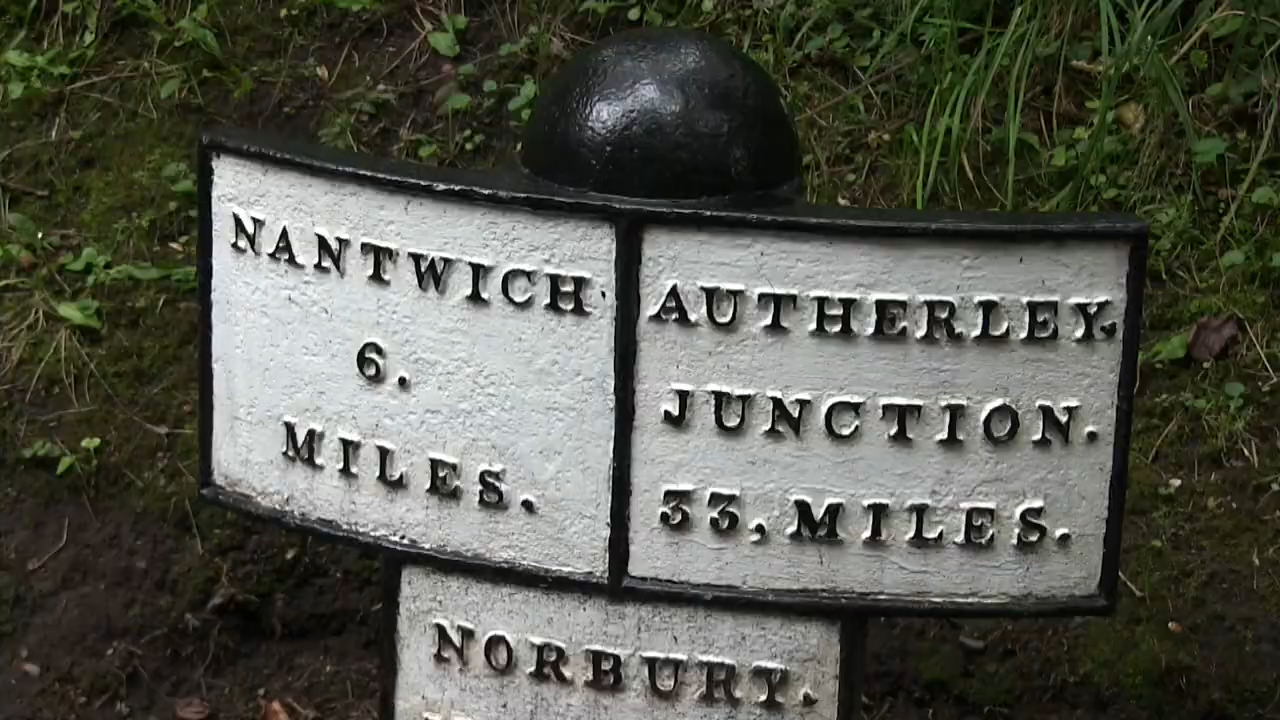 NANTWICH
6.
MILES.
AUTHERLEY.
JUNCTION.
33, MILES.
NORBURY.